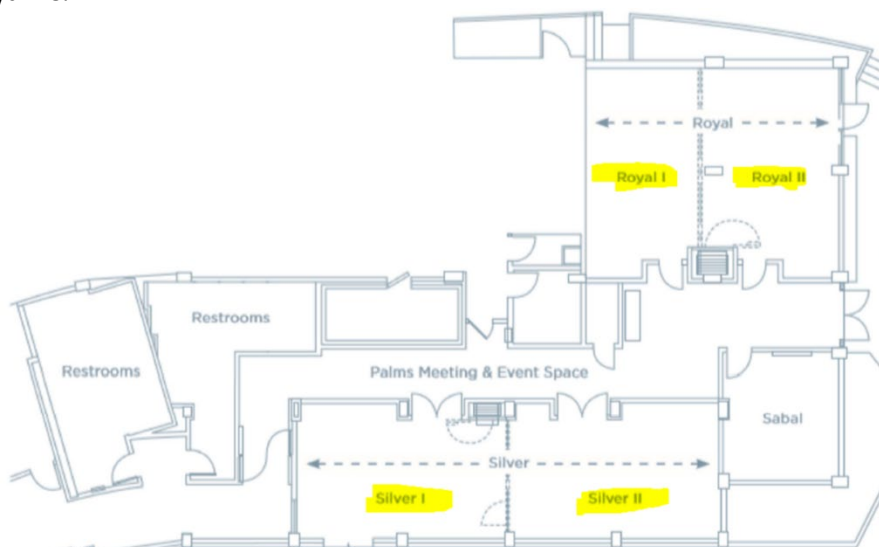 Royal
Royal I
Royal II
Restrooms
Restrooms
Palms Meeting & Event Space
Sabal
Silver
Silver I
Silver II